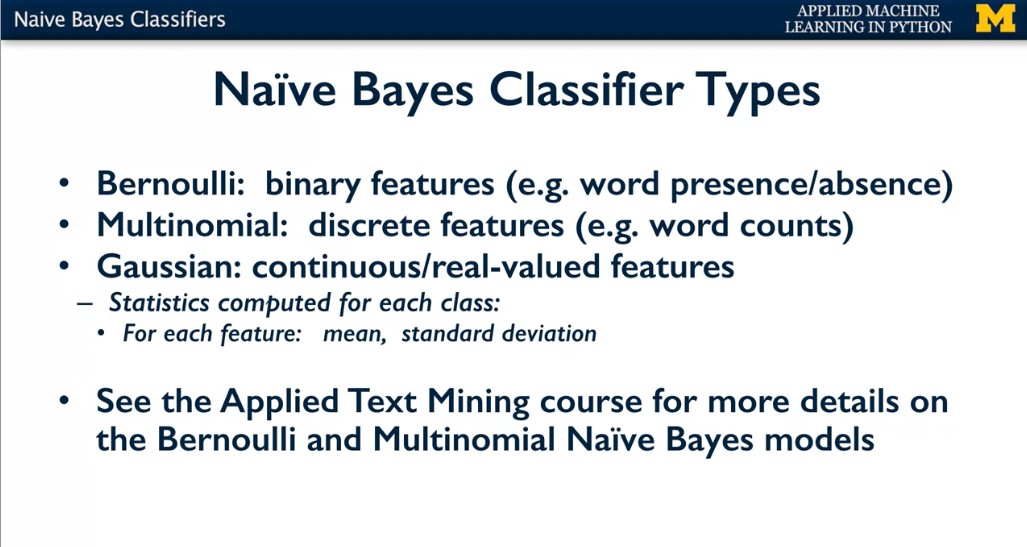 Naive Bayes Classifiers
APPLIED MACHINE
LEARNING IN PYTHON
M
Naïve Bayes Classifier Types
• Bernoulli: binary features (e.g. word presence/absence)
• Multinomial: discrete features (e.g. word counts)
• Gaussian: continuous/real-valued features
– Statistics computed for each class:
• For each feature: mean, standard deviation
• See the Applied Text Mining course for more details on
the Bernoulli and Multinomial Naïve Bayes models